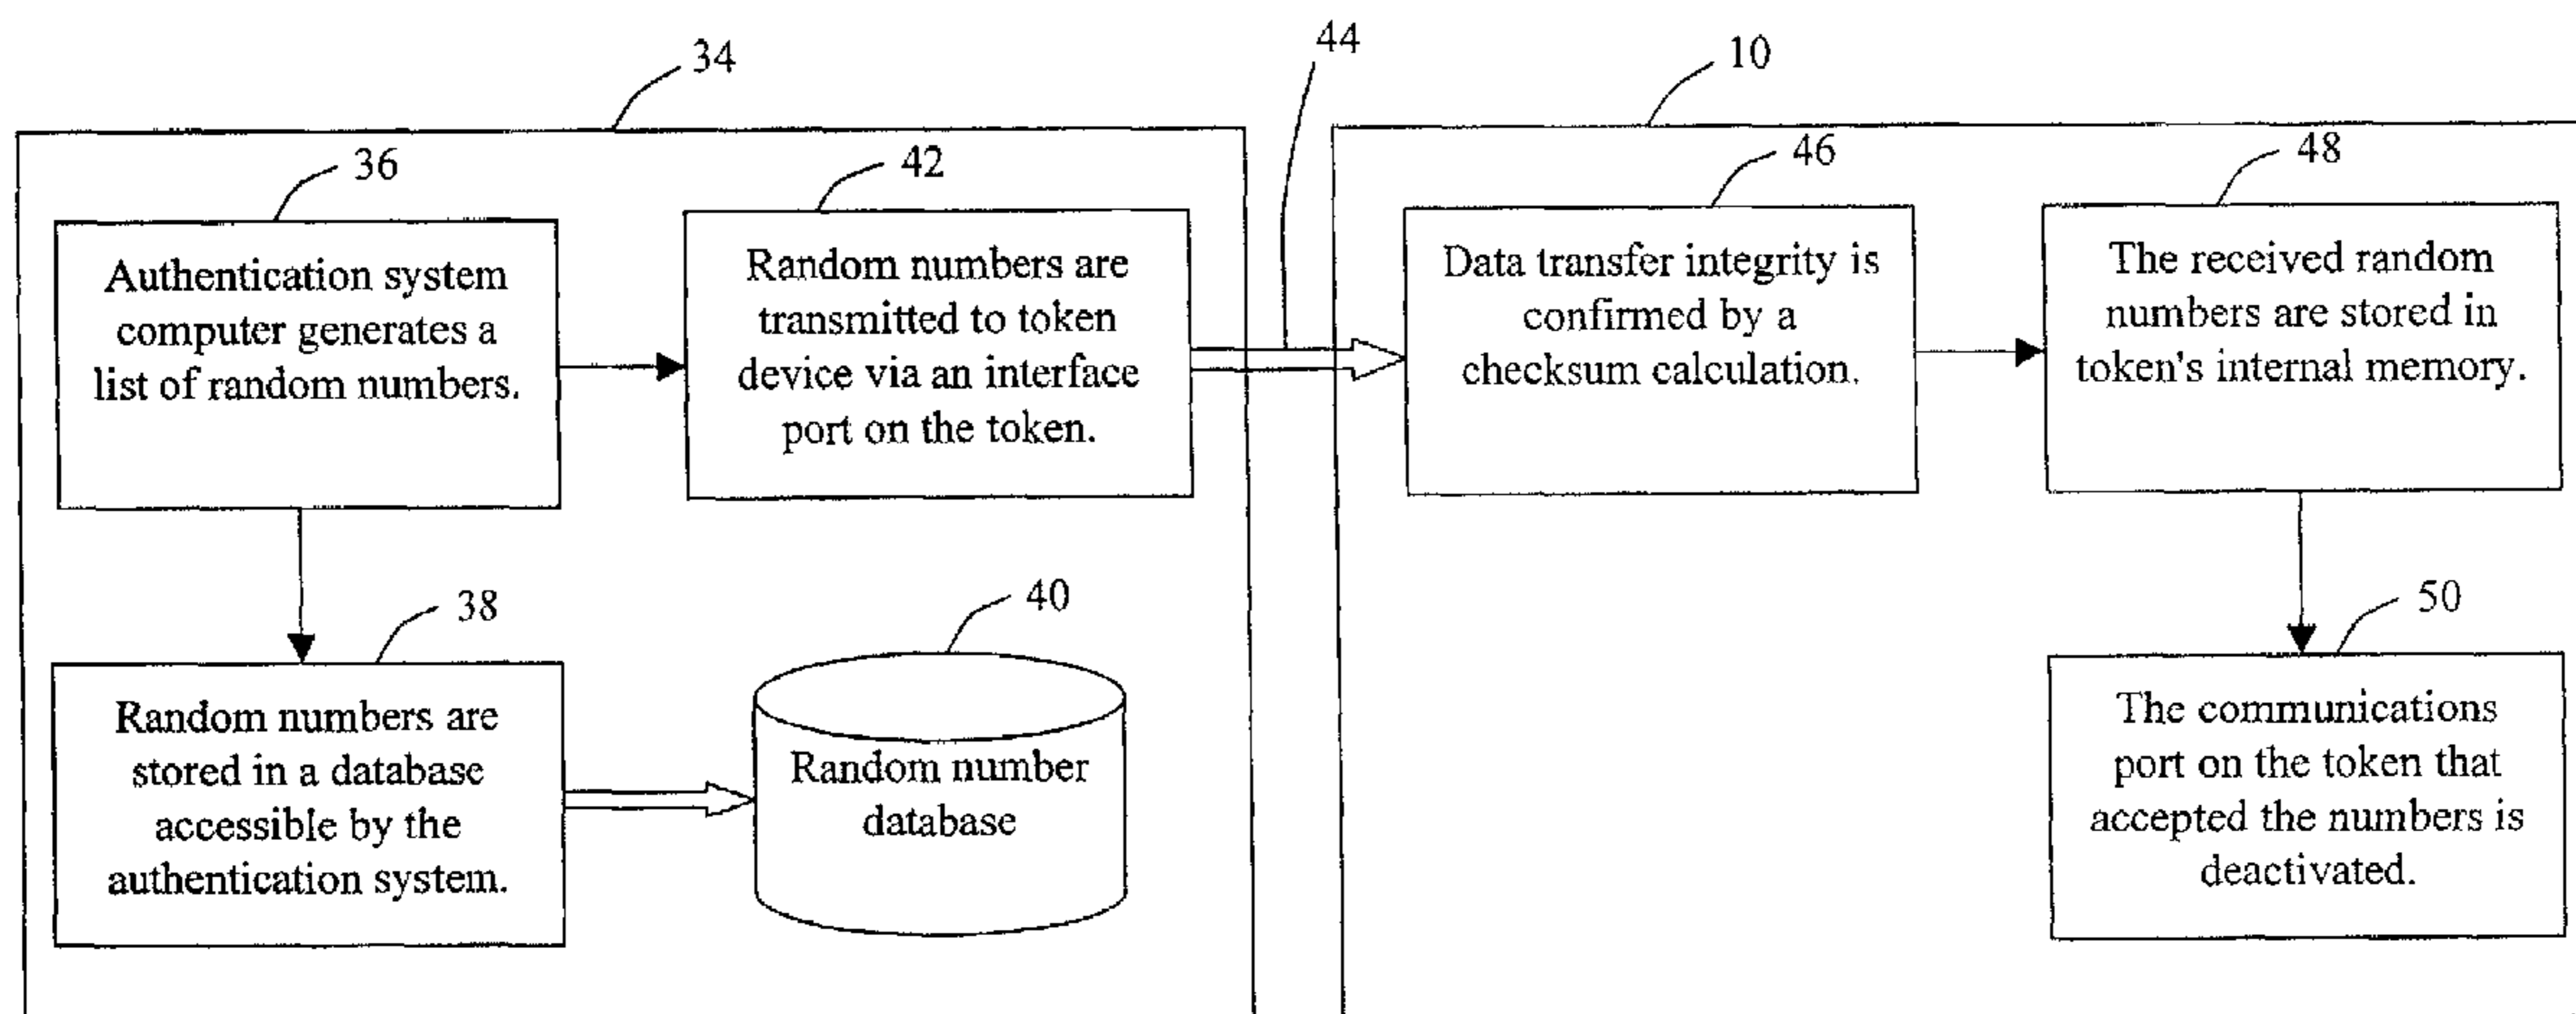 34
44
10
36
42
46
48
Authentication system
computer generates a
list of random numbers.
Random numbers are
transmitted to token
device via an interface
port on the token.
Data transfer integrity is
confirmed by a
checksum calculation.
The received random
numbers are stored in
token's internal memory.
38
40
50
Random numbers are
stored in a database
accessible by the
authentication system.
Random number
database
The communications
port on the token that
accepted the numbers is
deactivated.